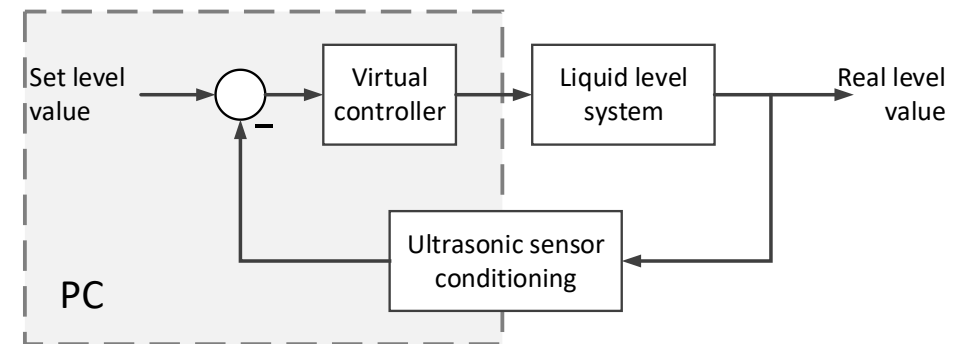 Set level
value
Virtual
controller
Liquid level
system
Real level
value
−
Ultrasonic sensor
conditioning
PC